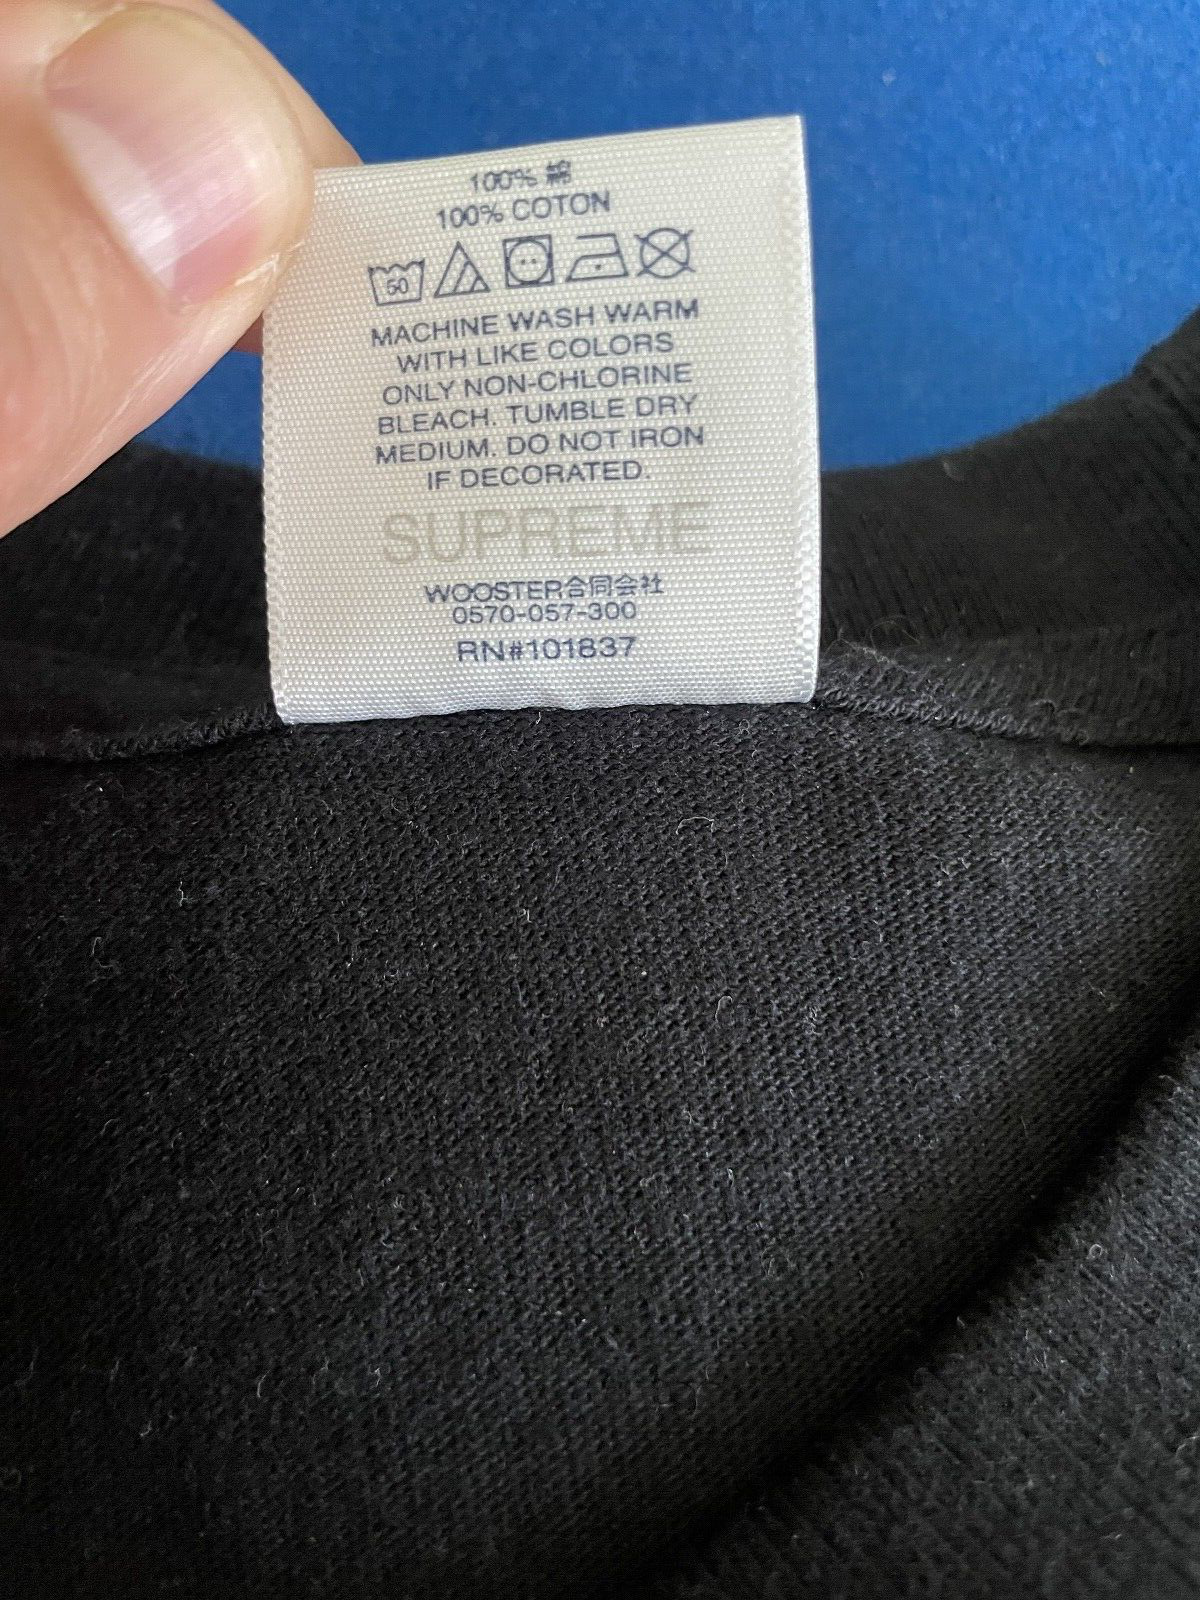 100% 綿
100% COTON
50
MACHINE WASH WARM
WITH LIKE COLORS
ONLY NON-CHLORINE
BLEACH. TUMBLE DRY
MEDIUM. DO NOT IRON
IF DECORATED.
SUPREME
WOOSTER合同会社
0570-057-300
RN#101837